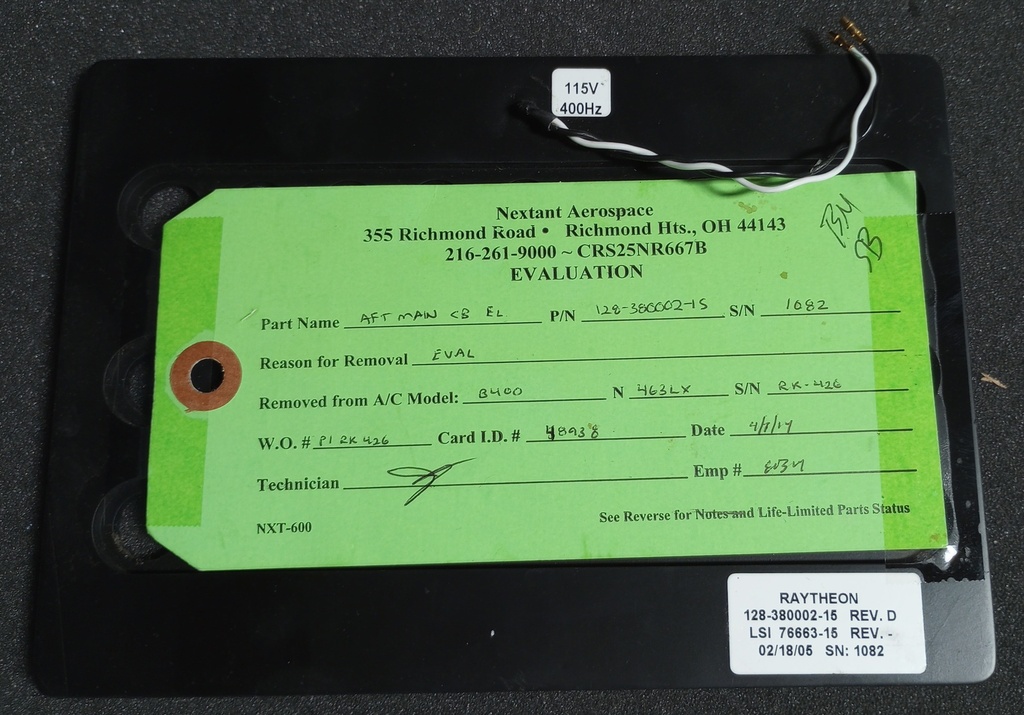 115V
400Hz
Nextant Aerospace
355 Richmond Road • Richmond Hts., OH 44143
216-261-9000 ~ CRS25NR667B
EVALUATION
Part Name AFT MAIN CB EL P/N 128-380002-15 S/N 1082
Reason for Removal EVAL
Removed from A/C Model: B400 N 463LX S/N RK-426
W.O. # P1 RK426 Card I.D. # 48938 Date
Technician Emp #
NXT-600
See Reverse for Notes and Life-Limited Parts Status
RAYTHEON
128-380002-15 REV. D
LSI 76663-15 REV. -
02/18/05 SN: 1082